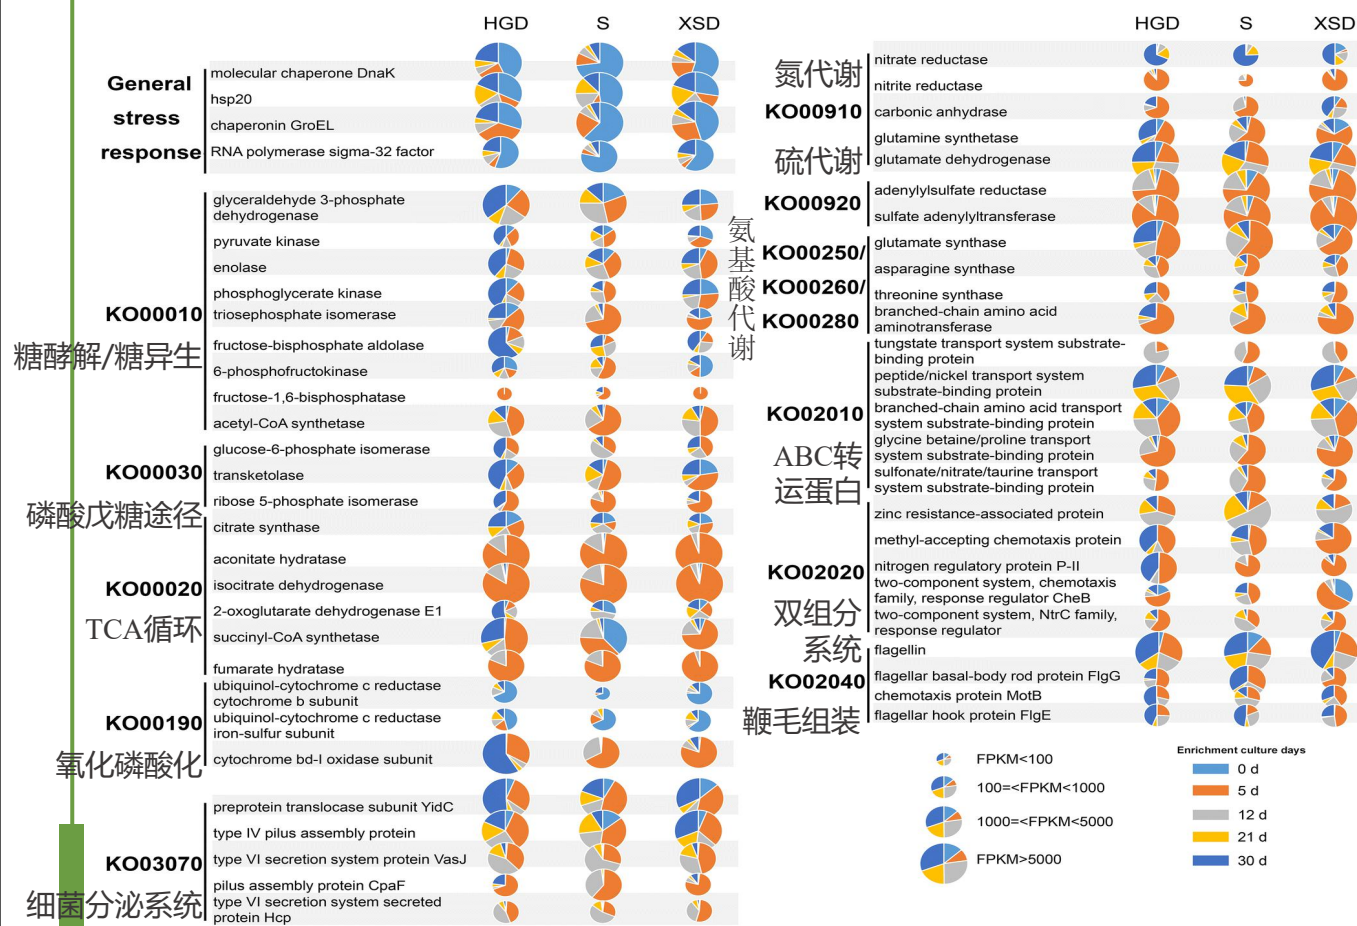 HGD S XSD
General
stress
response
molecular chaperone DnaK
hsp20
chaperonin GroEL
RNA polymerase sigma-32 factor
KO00010
糖酵解/糖异生
glyceraldehyde 3-phosphate
dehydrogenase
pyruvate kinase
enolase
phosphoglycerate kinase
triosephosphate isomerase
fructose-bisphosphate aldolase
6-phosphofructokinase
fructose-1,6-bisphosphatase
acetyl-CoA synthetase
KO00030
磷酸戊糖途径
glucose-6-phosphate isomerase
transketolase
ribose 5-phosphate isomerase
KO00020
TCA循环
citrate synthase
aconitate hydratase
isocitrate dehydrogenase
2-oxoglutarate dehydrogenase E1
succinyl-CoA synthetase
fumarate hydratase
KO00190
氧化磷酸化
ubiquinol-cytochrome c reductase
cytochrome b subunit
ubiquinol-cytochrome c reductase
iron-sulfur subunit
cytochrome bd-I oxidase subunit
KO03070
细菌分泌系统
preprotein translocase subunit YidC
type IV pilus assembly protein
type VI secretion system protein VasJ
pilus assembly protein CpaF
type VI secretion system secreted
protein Hcp
HGD S XSD
氮代谢
KO00910
nitrate reductase
nitrite reductase
carbonic anhydrase
glutamine synthetase
glutamate dehydrogenase
硫代谢
KO00920
adenylylsulfate reductase
sulfate adenylyltransferase
氨基酸代谢
KO00250/
KO00260/
KO00280
glutamate synthase
asparagine synthase
threonine synthase
branched-chain amino acid
aminotransferase
KO02010
ABC转
运蛋白
tungstate transport system substrate-
binding protein
peptide/nickel transport system
substrate-binding protein
branched-chain amino acid transport
system substrate-binding protein
glycine betaine/proline transport
system substrate-binding protein
sulfonate/nitrate/taurine transport
system substrate-binding protein
zinc resistance-associated protein
KO02020
双组分
系统
methyl-accepting chemotaxis protein
nitrogen regulatory protein P-II
two-component system, chemotaxis
family, response regulator CheB
two-component system, NtrC family,
response regulator
KO02040
鞭毛组装
flagellin
flagellar basal-body rod protein FlgG
chemotaxis protein MotB
flagellar hook protein FlgE
FPKM<100
100=<FPKM<1000
1000=<FPKM<5000
FPKM>5000
Enrichment culture days
0 d
5 d
12 d
21 d
30 d